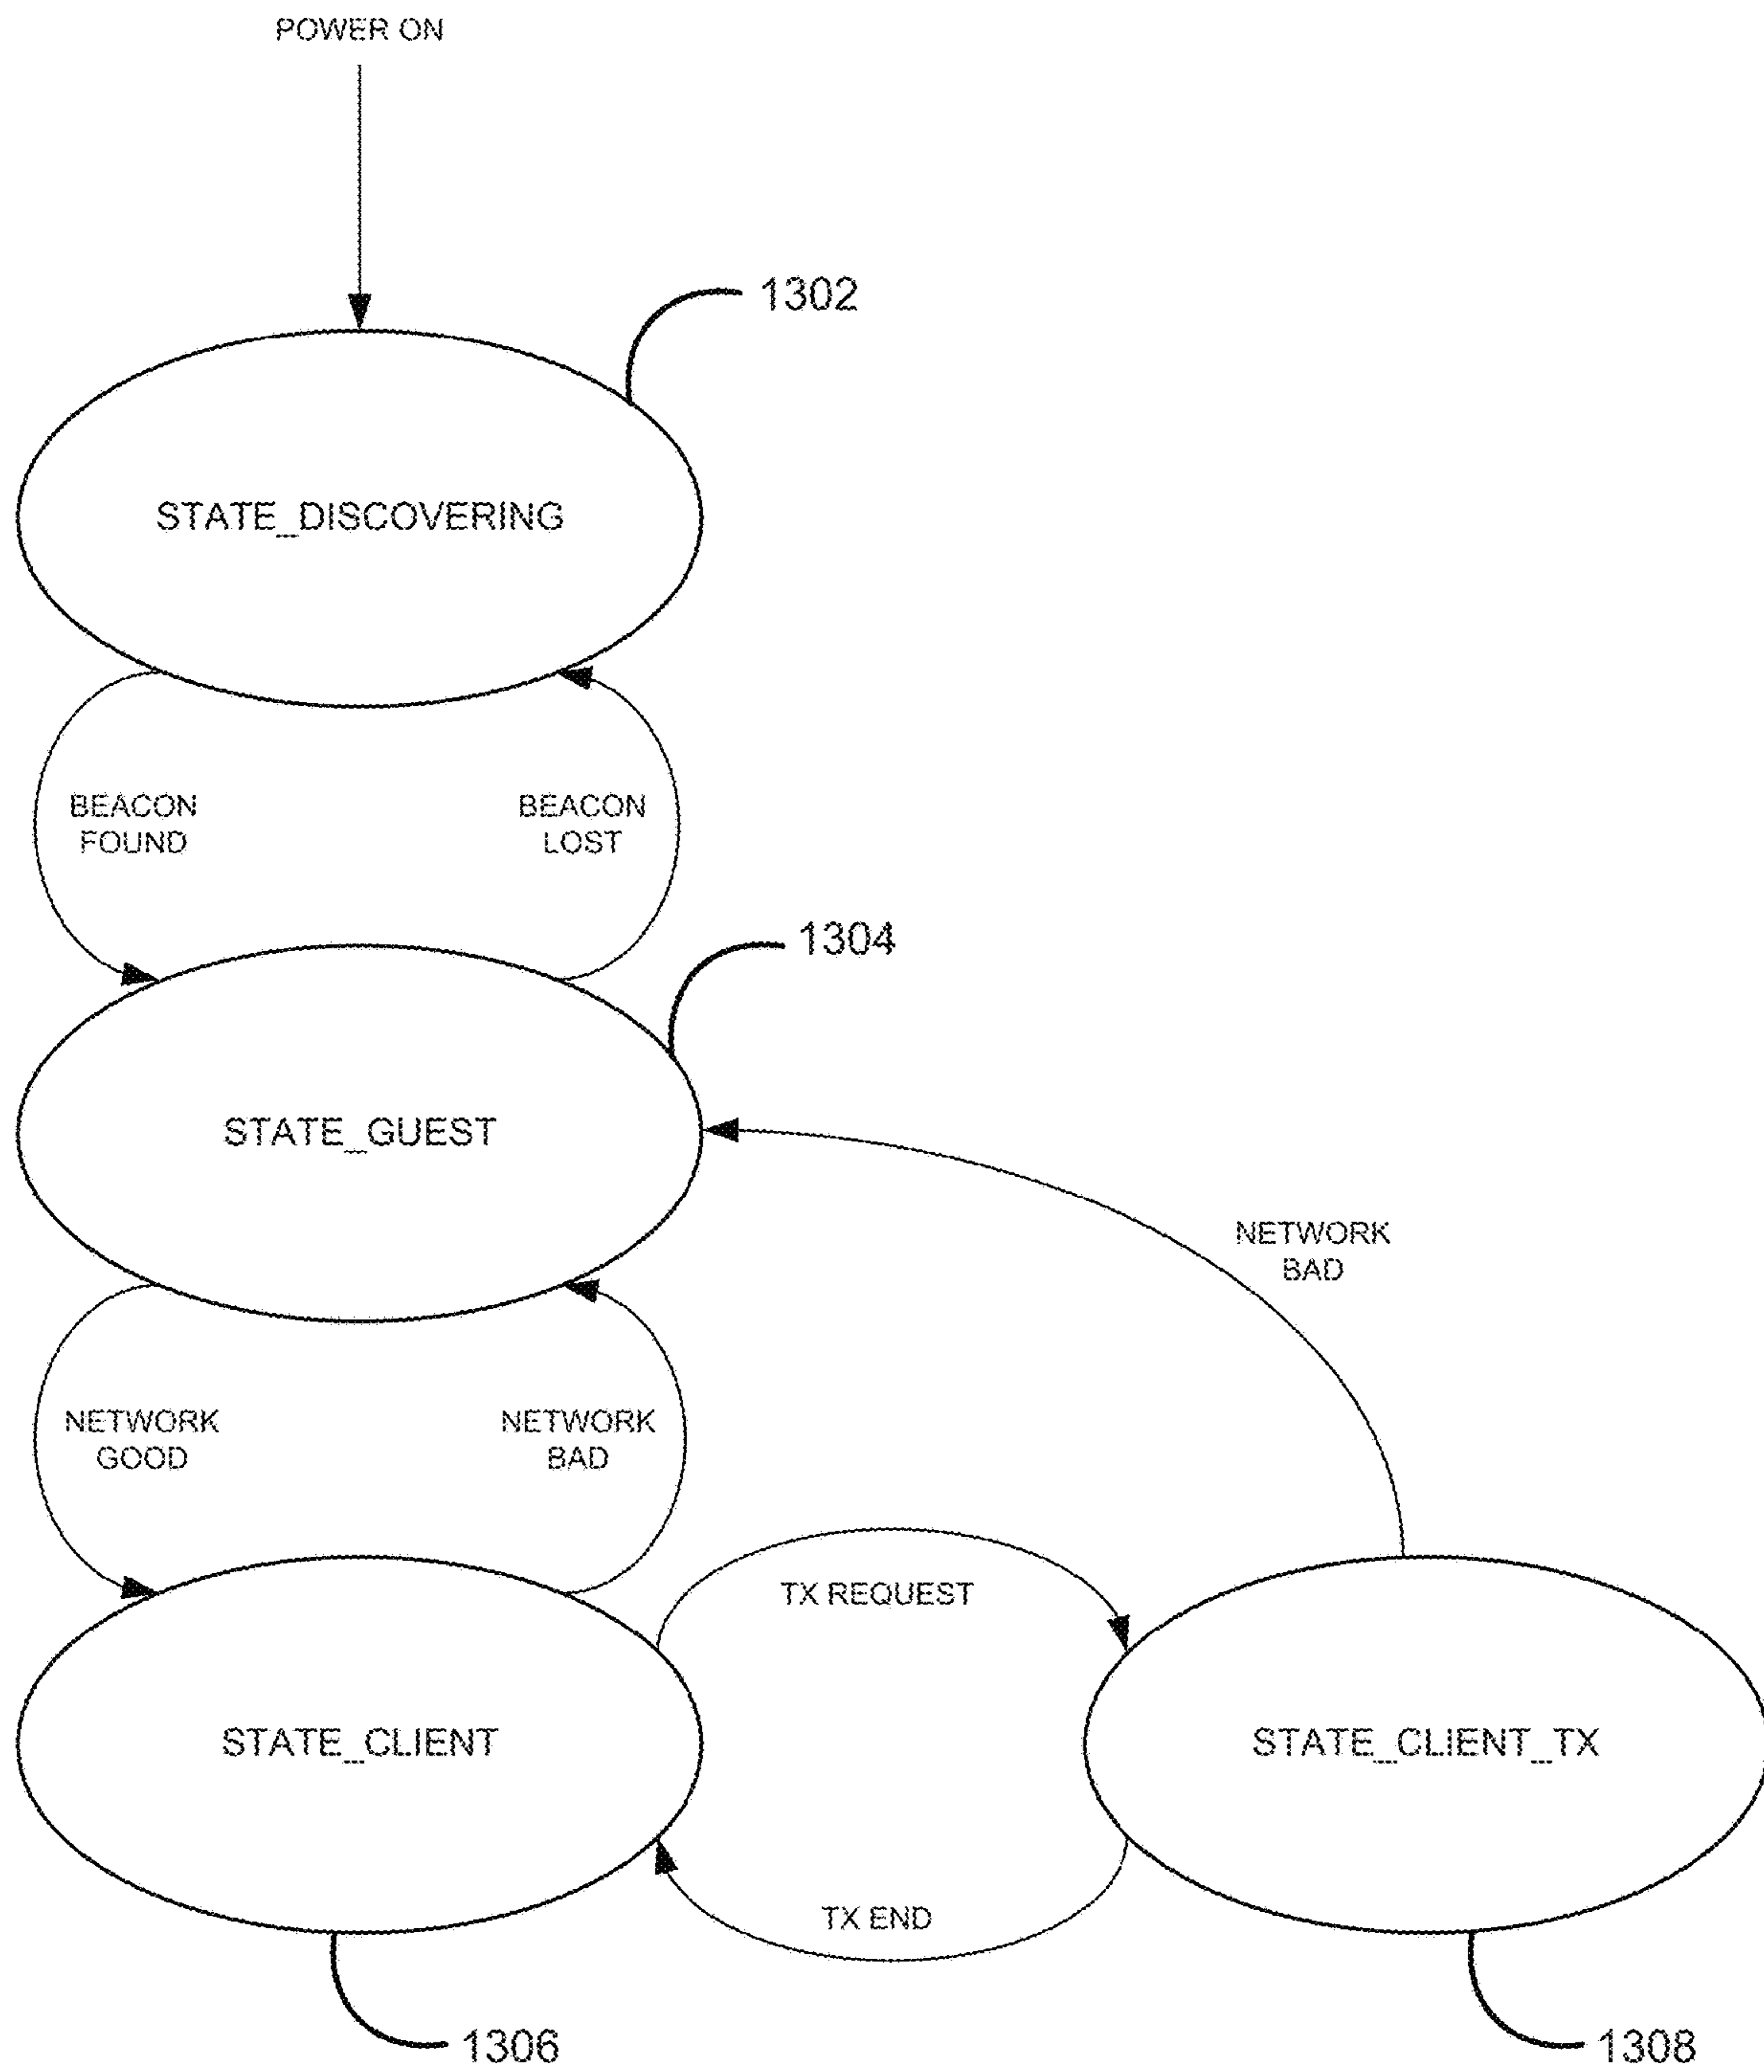 POWER ON
1302
STATE_DISCOVERING
BEACON
FOUND
BEACON
LOST
1304
STATE_GUEST
NETWORK
BAD
NETWORK
GOOD
NETWORK
BAD
TX REQUEST
STATE_CLIENT
STATE_CLIENT_TX
TX END
1306
1308